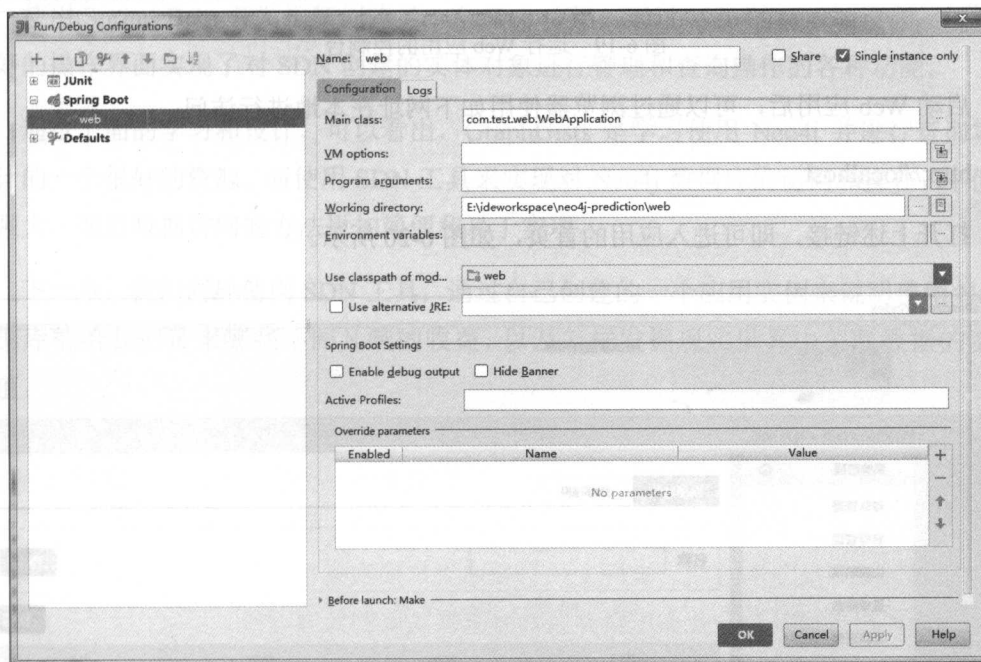 Run/Debug Configurations
Name: web
Share
Single instance only
JUnit
Spring Boot
web
Defaults
Configuration
Logs
Main class: com.test.web.WebApplication
VM options:
Program arguments:
Working directory: E:\ideworkspace\neo4j-prediction\web
Environment variables:
Use classpath of mod... web
Use alternative JRE:
Spring Boot Settings
Enable debug output
Hide Banner
Active Profiles:
Override parameters
Enabled Name Value
No parameters
Before launch: Make
OK Cancel Apply Help